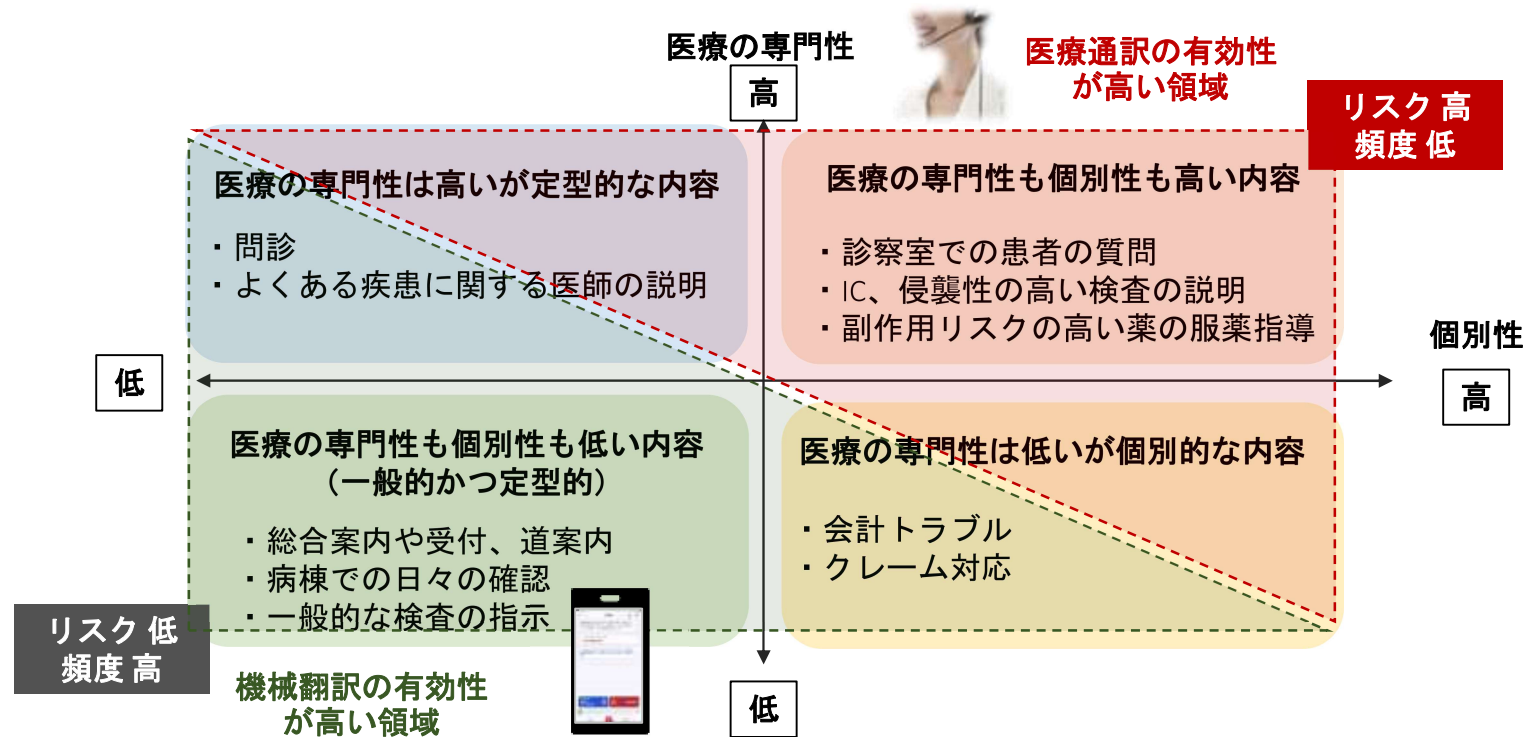 医療の専門性
高
医療通訳の有効性
が高い領域
リスク 高
頻度 低
医療の専門性は高いが定型的な内容
・問診
・よくある疾患に関する医師の説明
医療の専門性も個別性も高い内容
・診察室での患者の質問
・IC、侵襲性の高い検査の説明
・副作用リスクの高い薬の服薬指導
個別性
低
高
医療の専門性も個別性も低い内容
（一般的かつ定型的）
・総合案内や受付、道案内
・病棟での日々の確認
・一般的な検査の指示
医療の専門性は低いが個別的な内容
・会計トラブル
・クレーム対応
リスク 低
頻度 高
機械翻訳の有効性
が高い領域
低